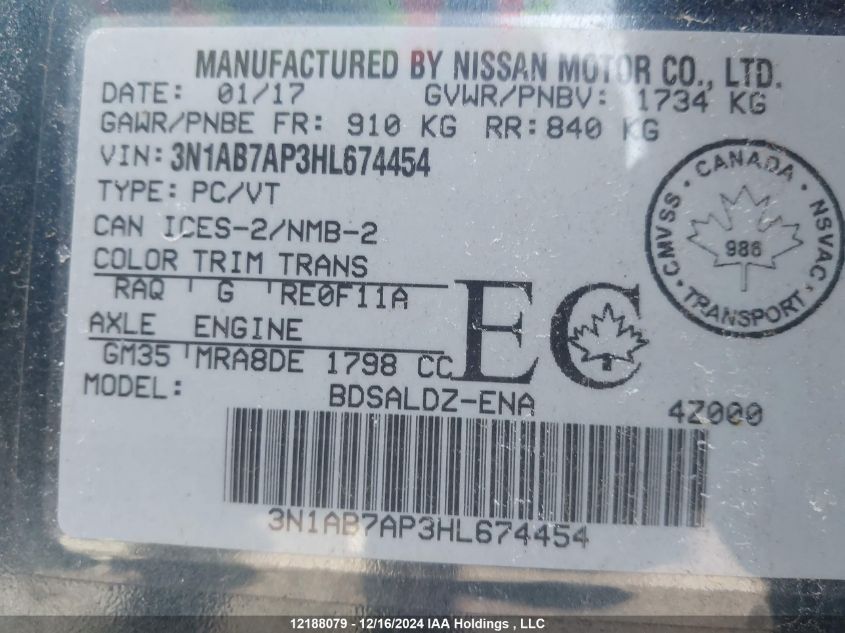 MANUFACTURED BY NISSAN MOTOR CO., LTD.
DATE: 01/17 GVWR/PNBV: 1734 KG
GAWR/PNBE FR: 910 KG RR: 840 KG
VIN: 3N1AB7AP3HL674454
TYPE: PC/VT
CAN ICES-2/NMB-2
COLOR TRIM TRANS
RAQ G RE0F11A
AXLE ENGINE
GM35 MRA8DE 1798 CC
EC
CMVSS · CANADA · NSVAC
986
TRANSPORT
MODEL: BDSALDZ-ENA
4Z000
3N1AB7AP3HL674454
12188079 - 12/16/2024 IAA Holdings , LLC